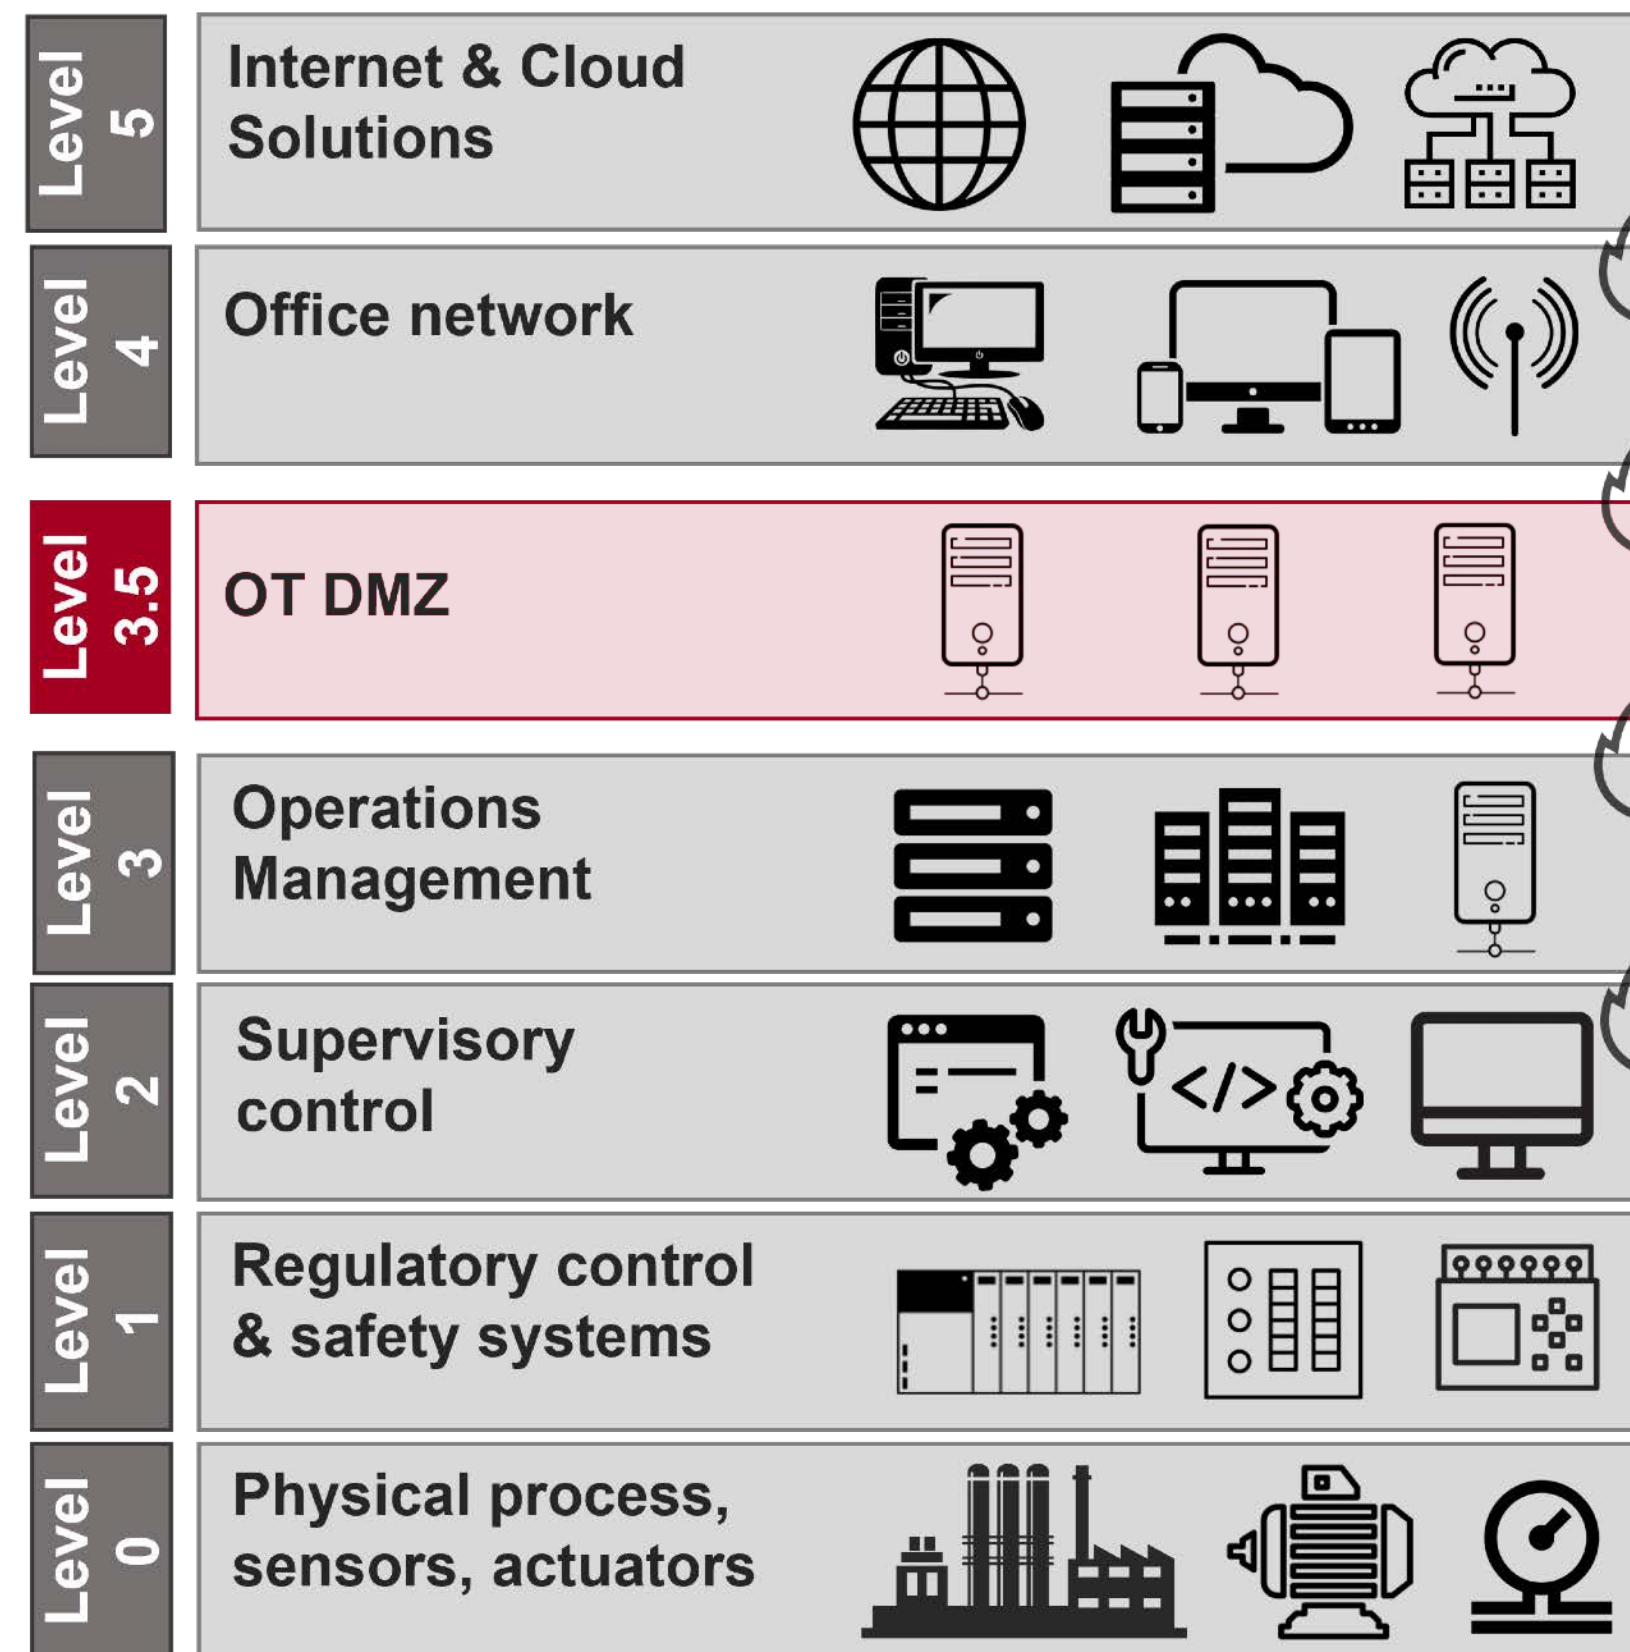 Level
5
Internet & Cloud
Solutions
Level
4
Office network
Level
3.5
OT DMZ
Level
3
Operations
Management
Level
2
Supervisory
control
</>
Level
1
Regulatory control
& safety systems
Level
0
Physical process,
sensors, actuators